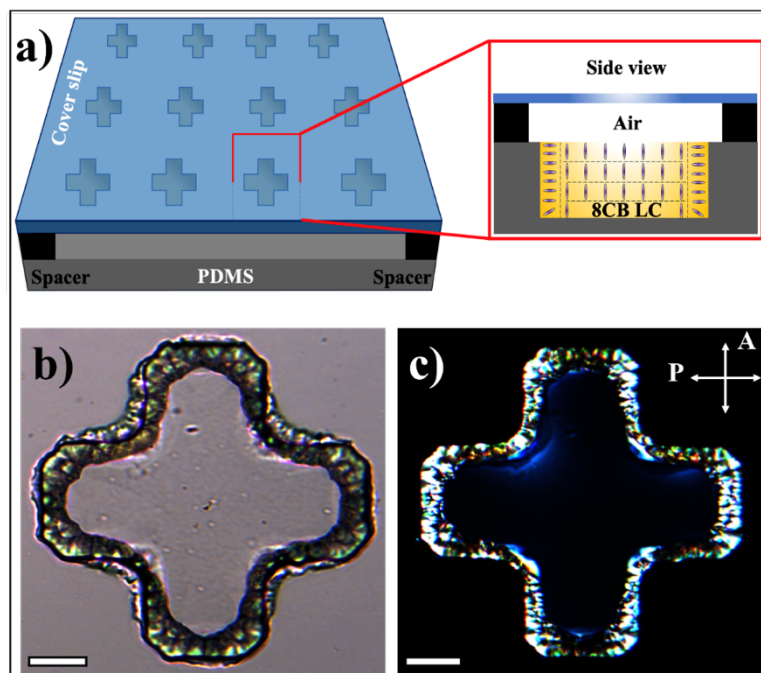 a)
Cover slip
Side view
Air
8CB LC
Spacer
PDMS
Spacer
b)
c)
A
P